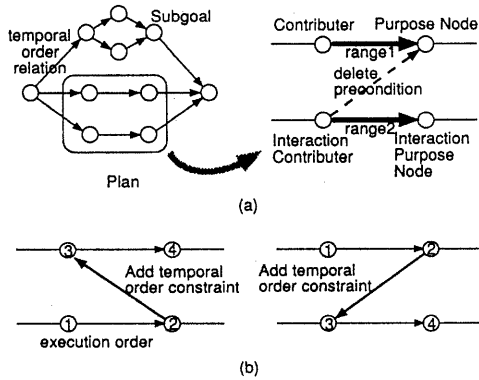 temporal
order
relation
Subgoal
Plan
Contributer
Purpose Node
range1
delete
precondition
range2
Interaction
Contributer
Interaction
Purpose
Node
(a)
③
④
Add temporal
order constraint
①
②
execution order
①
②
Add temporal
order constraint
③
④
(b)